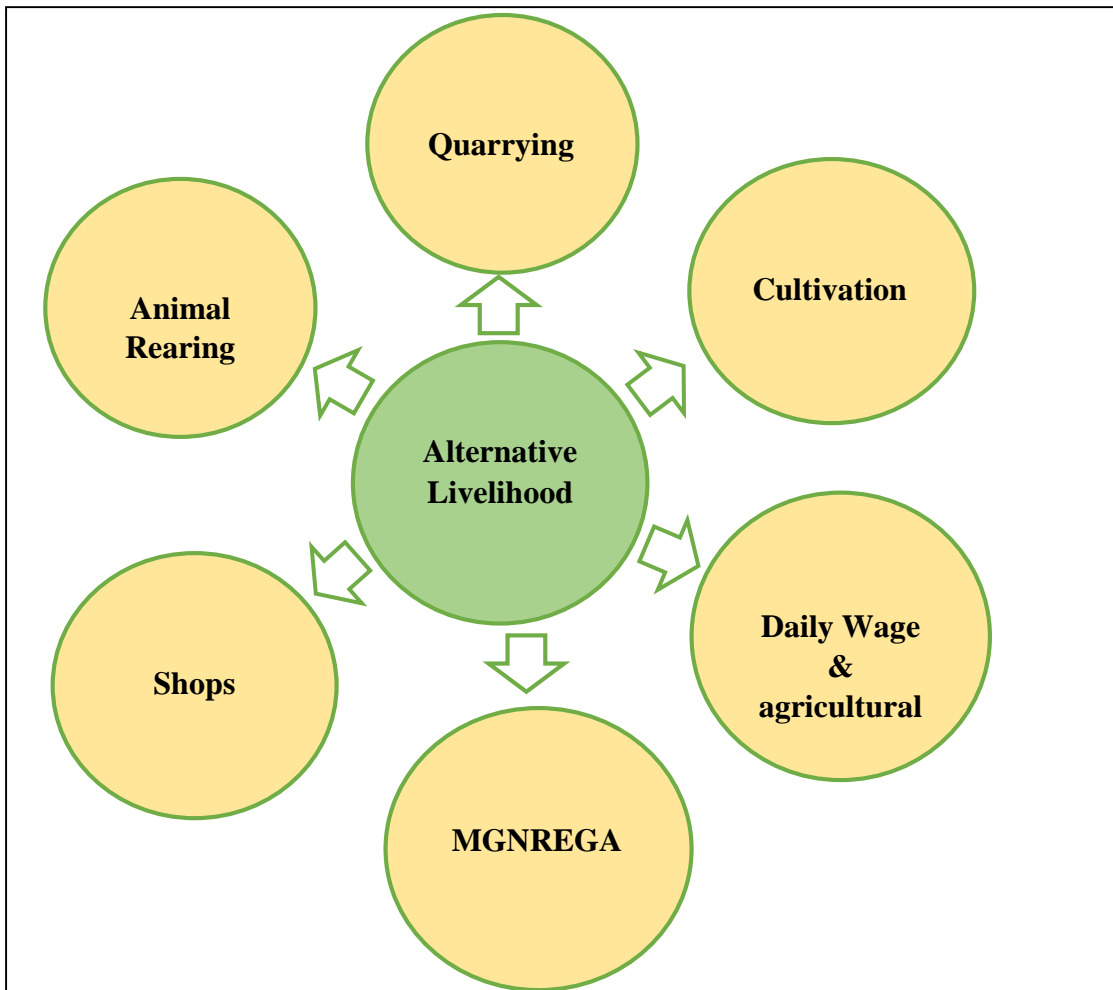 Quarrying
Cultivation
Animal
Rearing
Alternative
Livelihood
Daily Wage
&
agricultural
Shops
MGNREGA